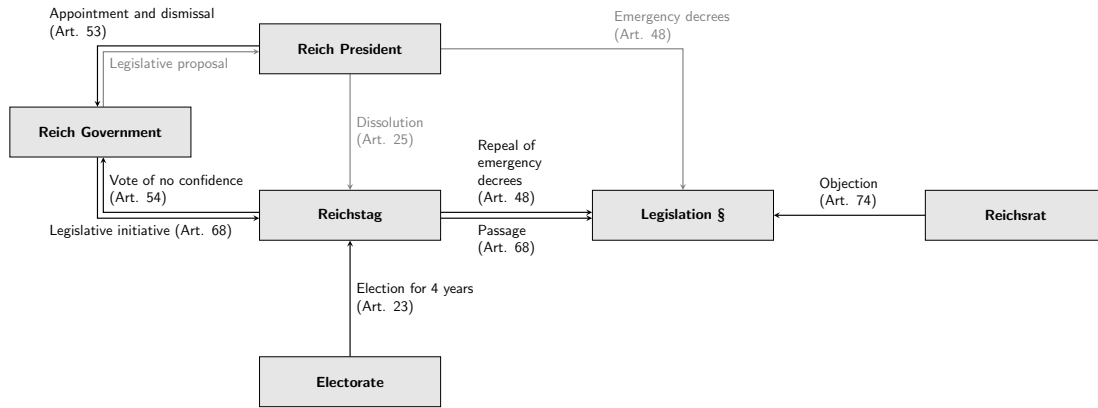 Appointment and dismissal
(Art. 53)
Emergency decrees
(Art. 48)
Reich President
Legislative proposal
Reich Government
Dissolution
(Art. 25)
Repeal of
emergency
decrees
(Art. 48)
Vote of no confidence
(Art. 54)
Objection
(Art. 74)
Reichstag
Legislation §
Reichsrat
Legislative initiative (Art. 68)
Passage
(Art. 68)
Election for 4 years
(Art. 23)
Electorate